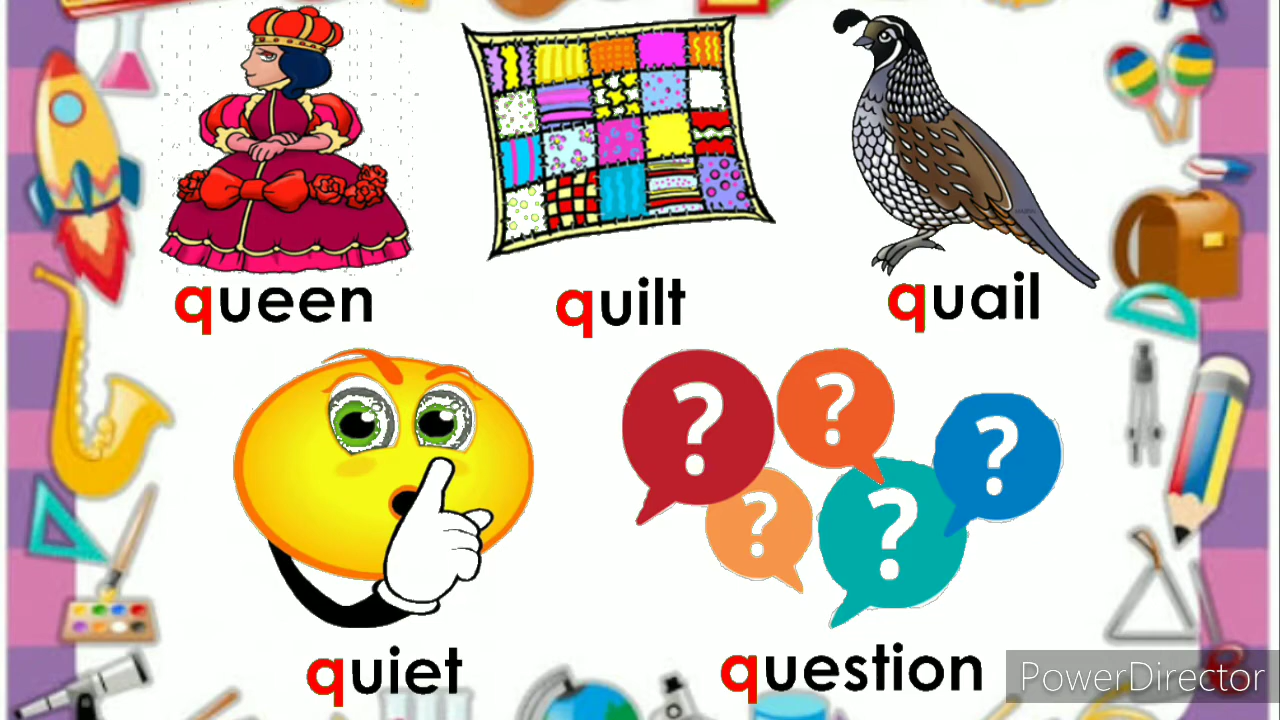 queen
quilt
quail
? ? ? ? ?
quiet
question
PowerDirector